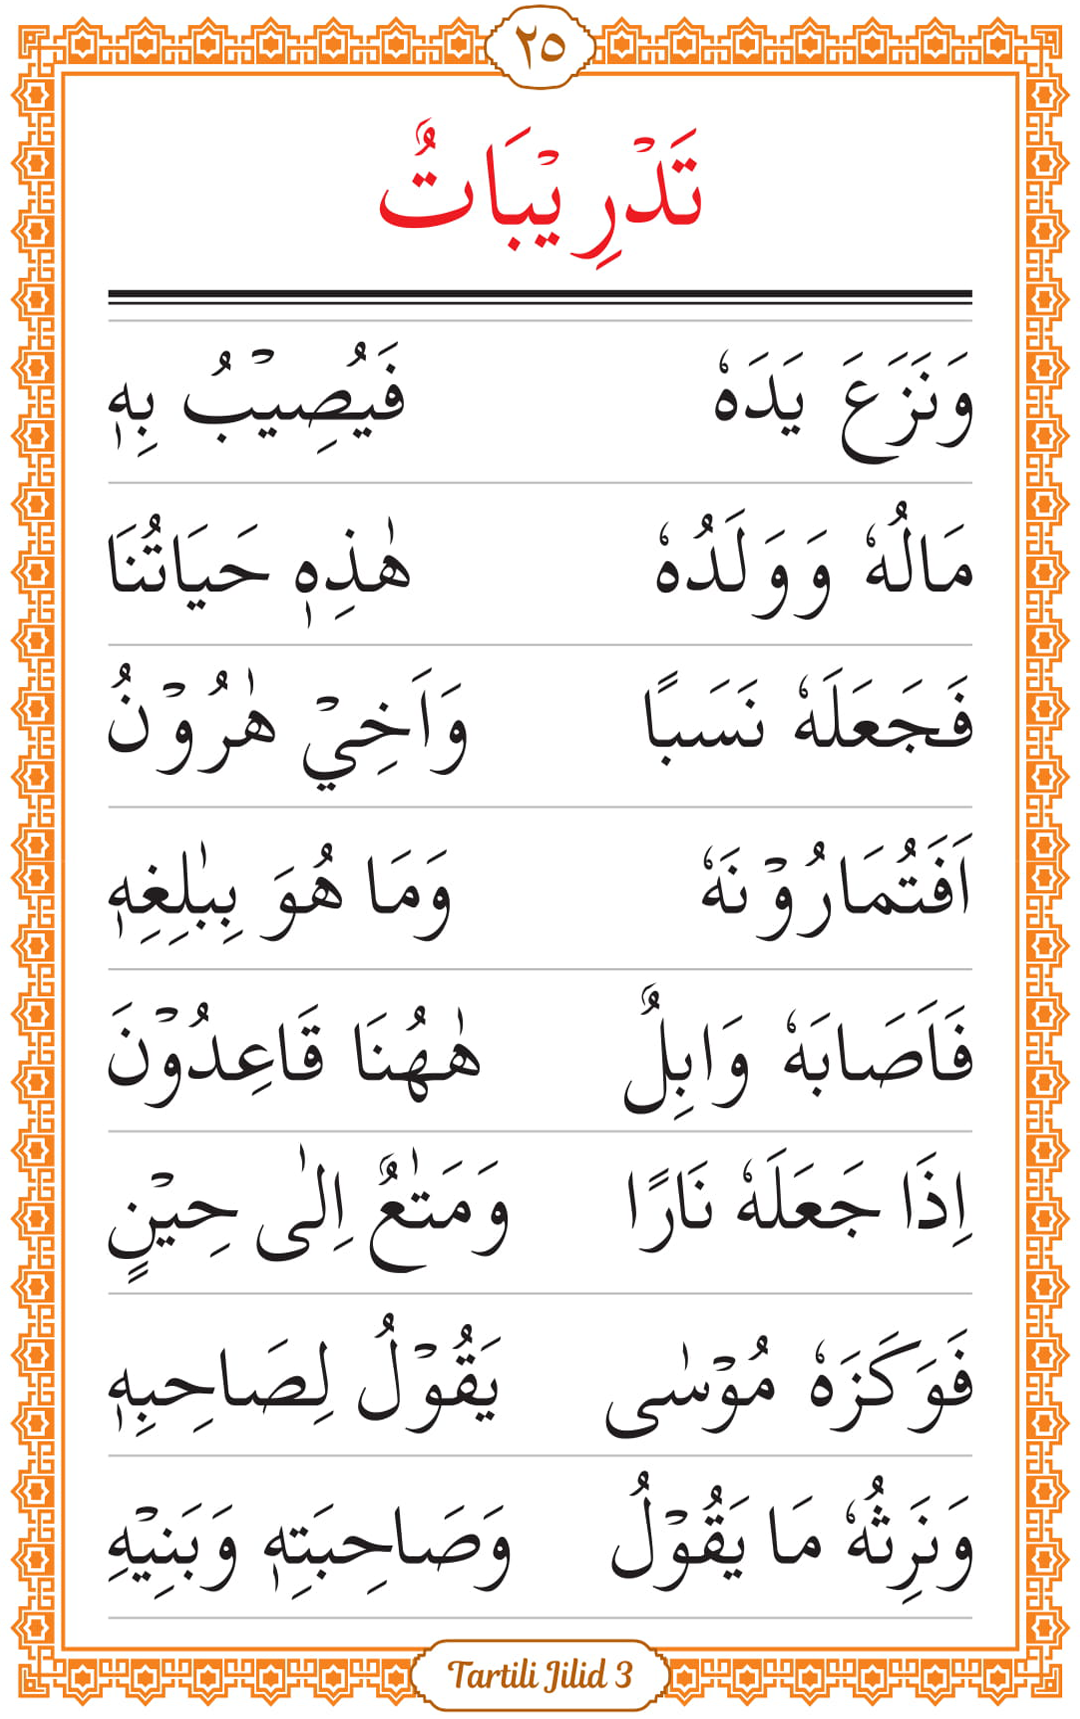 ٢٥
تَدْرِيْبَاتٌ
وَنَزَعَ يَدَهٗ فَيُصِيْبُ بِهٖ
مَالُهٗ وَوَلَدُهٗ هٰذِهٖ حَيَاتُنَا
فَجَعَلَهٗ نَسَبًا وَاَخِيْ هٰرُوْنُ
اَفَتُمَارُوْنَهٗ وَمَا هُوَ بِبٰلِغِهٖ
فَاَصَابَهٗ وَابِلٌ هٰهُنَا قَاعِدُوْنَ
اِذَا جَعَلَهٗ نَارًا وَمَتٰعٌ اِلٰى حِيْنٍ
فَوَكَزَهٗ مُوْسٰى يَقُوْلُ لِصَاحِبِهٖ
وَنَرِثُهٗ مَا يَقُوْلُ وَصَاحِبَتِهٖ وَبَنِيْهِ
Tartili Jilid 3